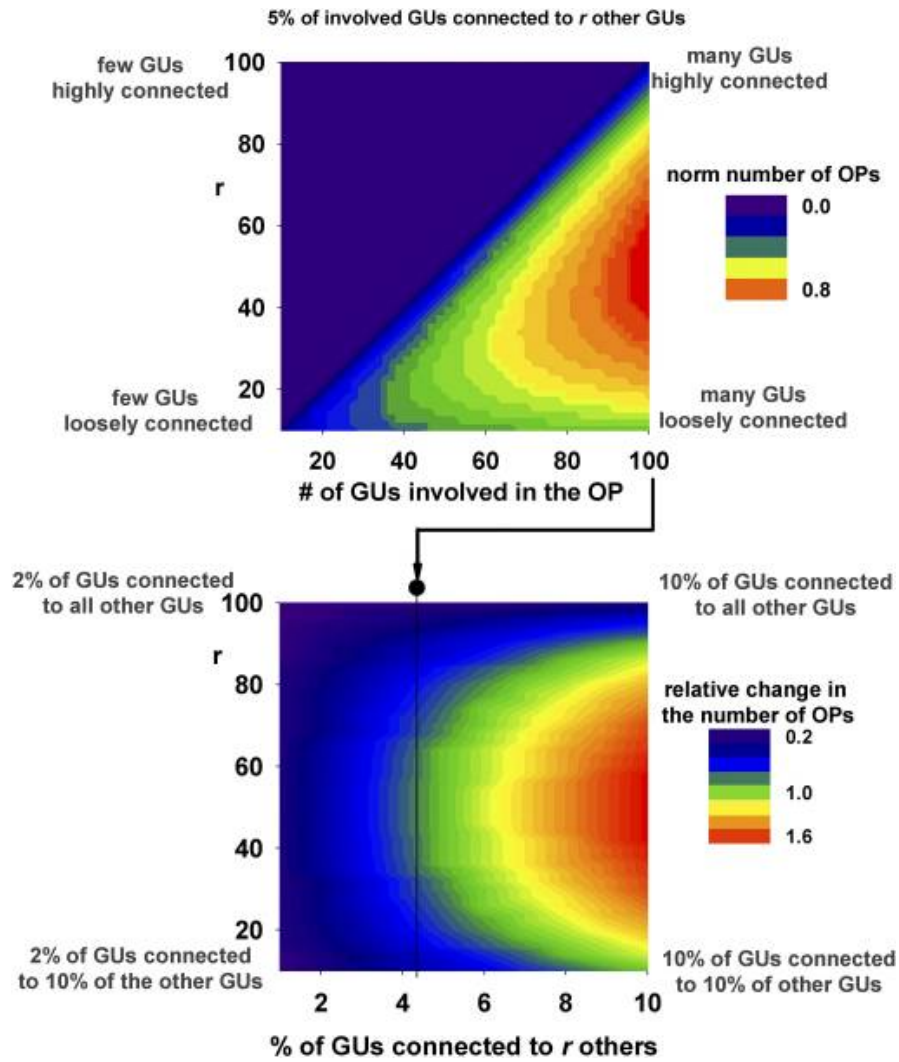 5% of involved GUs connected to r other GUs
few GUs
highly connected
many GUs
highly connected
100
80
60
40
20
r
norm number of OPs
0.0
0.8
few GUs
loosely connected
many GUs
loosely connected
20 40 60 80 100
# of GUs involved in the OP
2% of GUs connected
to all other GUs
10% of GUs connected
to all other GUs
100
80
60
40
20
r
relative change in
the number of OPs
0.2
1.0
1.6
2% of GUs connected
to 10% of the other GUs
10% of GUs connected
to 10% of other GUs
2 4 6 8 10
% of GUs connected to r others